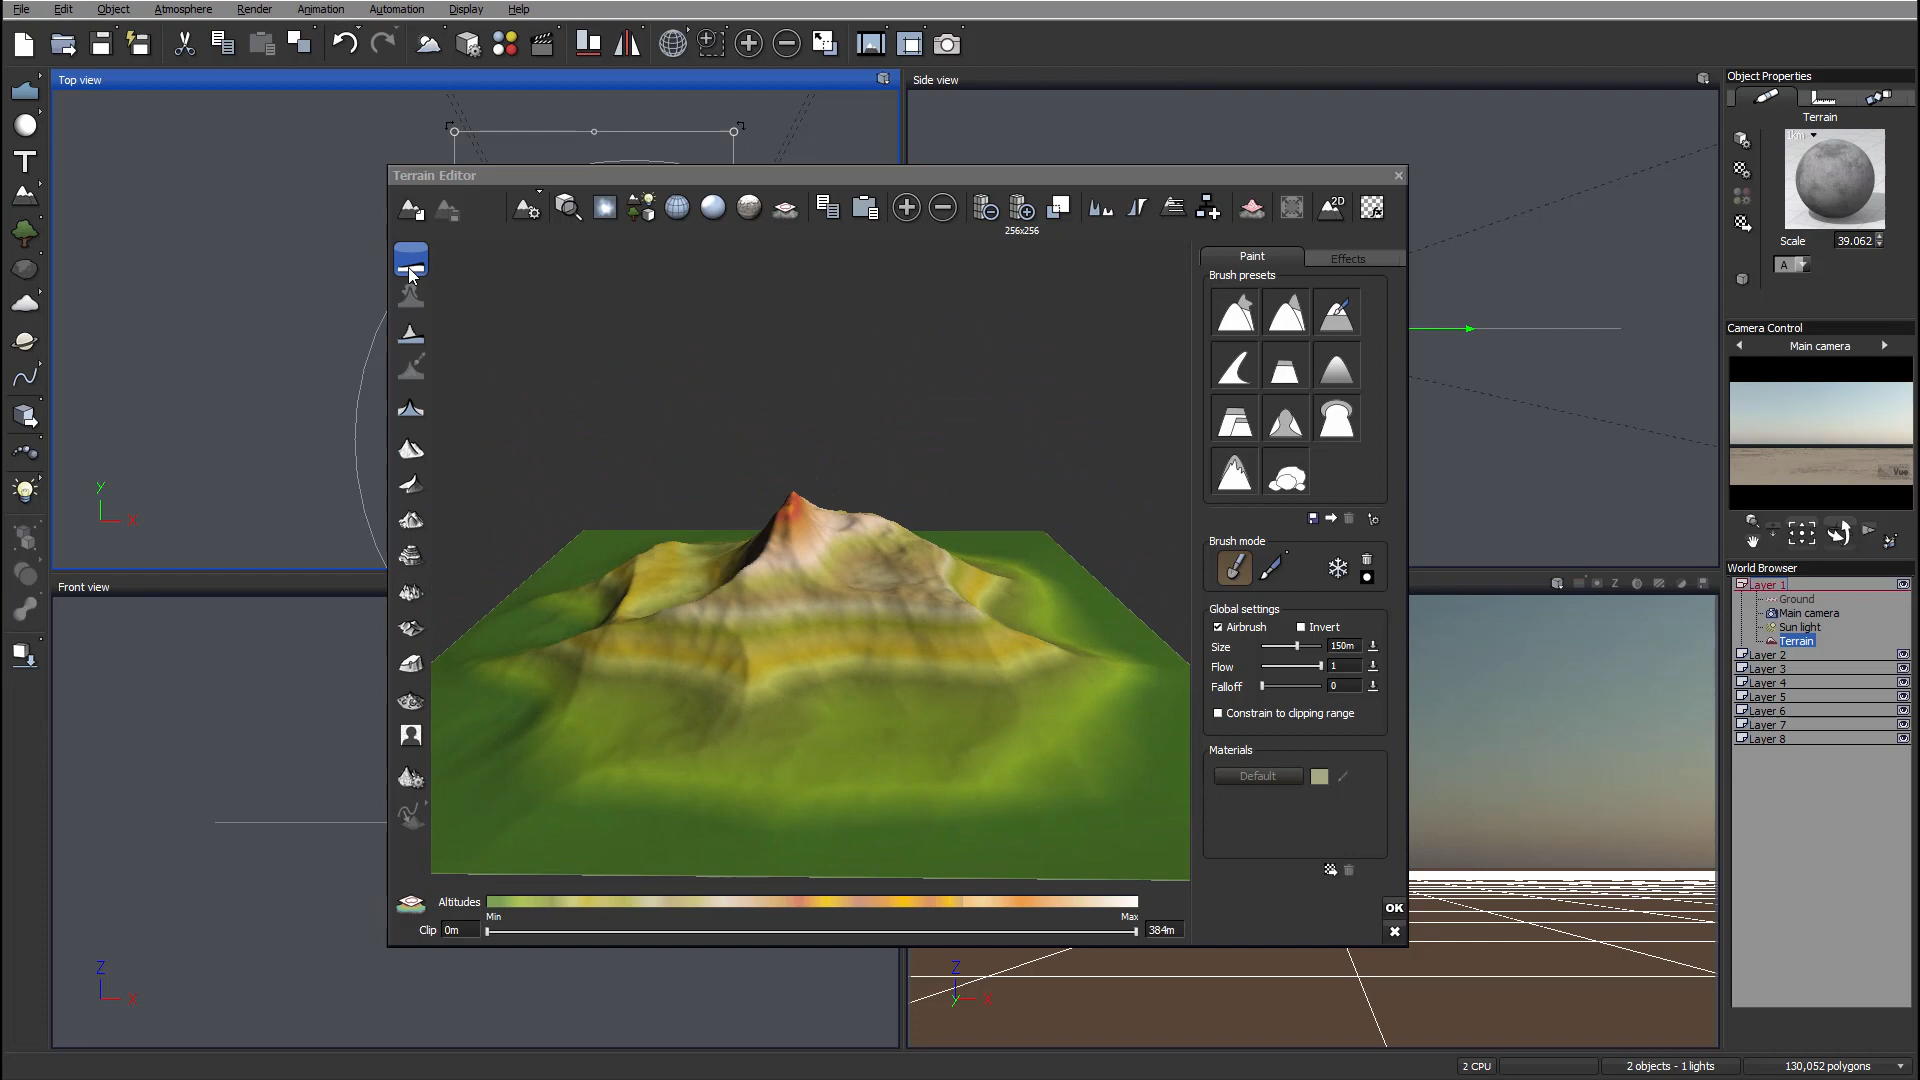 File Edit Object Atmosphere Render Animation Automation Display Help
Top view
Side view
Object Properties
Terrain
1km
Scale 39.062
A
Y
X
Terrain Editor
2D
256x256
Paint Effects
Brush presets
Brush mode
Global settings
Airbrush Invert
Size 150m
Flow 1
Falloff 0
Constrain to clipping range
Materials
Default
Altitudes
Min Max
Clip 0m 384m
OK
Camera Control
Main camera
Vue
World Browser
Layer 1
Ground
Main camera
Sun light
Terrain
Layer 2
Layer 3
Layer 4
Layer 5
Layer 6
Layer 7
Layer 8
Front view
Z
Z
X
Z
Y
X
2 CPU 2 objects - 1 lights 130,052 polygons